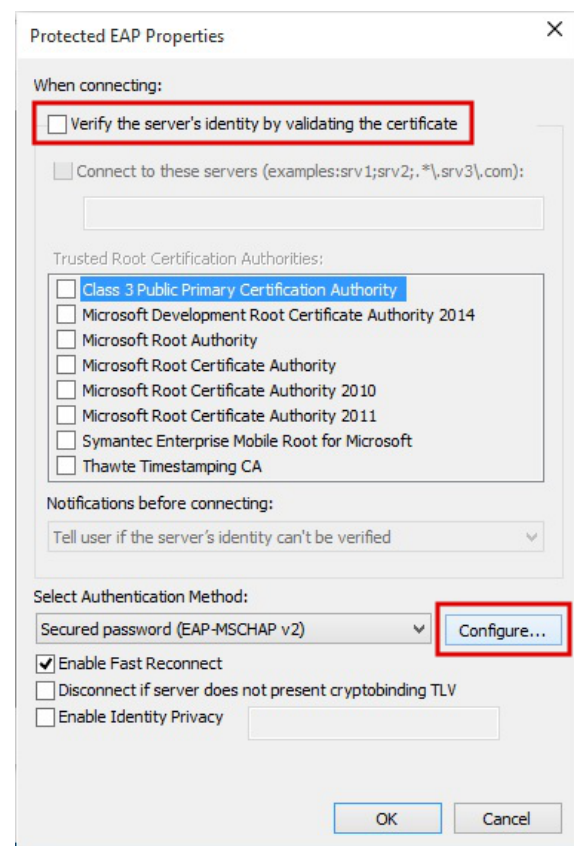 Protected EAP Properties
When connecting:
Verify the server's identity by validating the certificate
Connect to these servers (examples:srv1;srv2;.*\.srv3\.com):
Trusted Root Certification Authorities:
Class 3 Public Primary Certification Authority
Microsoft Development Root Certificate Authority 2014
Microsoft Root Authority
Microsoft Root Certificate Authority
Microsoft Root Certificate Authority 2010
Microsoft Root Certificate Authority 2011
Symantec Enterprise Mobile Root for Microsoft
Thawte Timestamping CA
Notifications before connecting:
Tell user if the server's identity can't be verified
Select Authentication Method:
Secured password (EAP-MSCHAP v2) Configure...
Enable Fast Reconnect
Disconnect if server does not present cryptobinding TLV
Enable Identity Privacy
OK Cancel